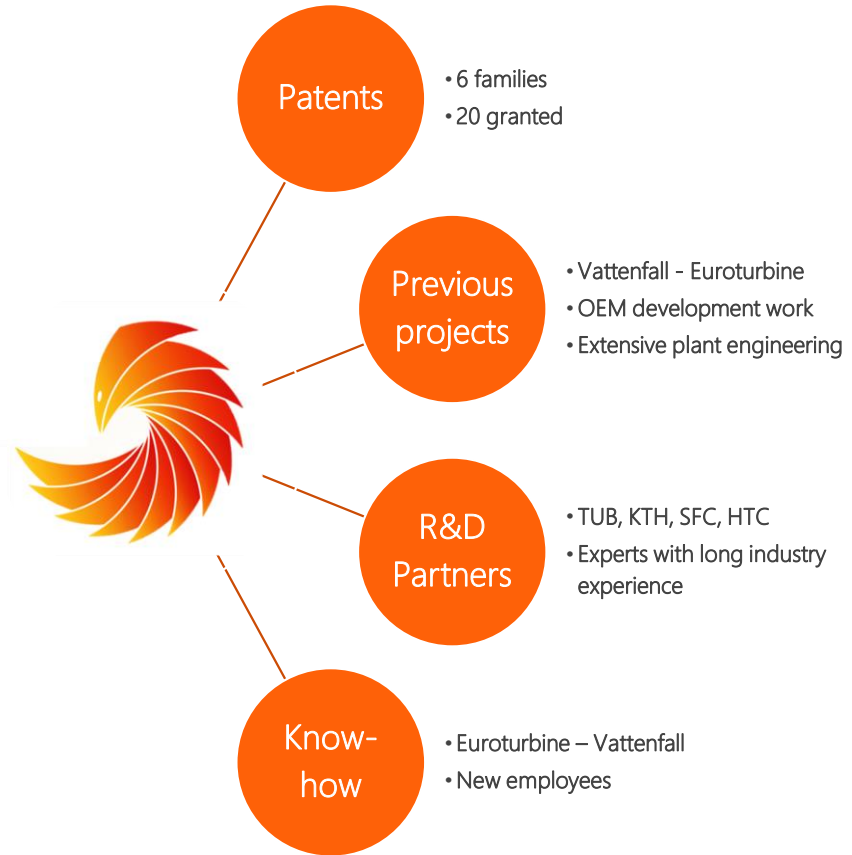 Patents
• 6 families
• 20 granted
Previous
projects
• Vattenfall - Euroturbine
• OEM development work
• Extensive plant engineering
R&D
Partners
• TUB, KTH, SFC, HTC
• Experts with long industry
experience
Know-
how
• Euroturbine – Vattenfall
• New employees